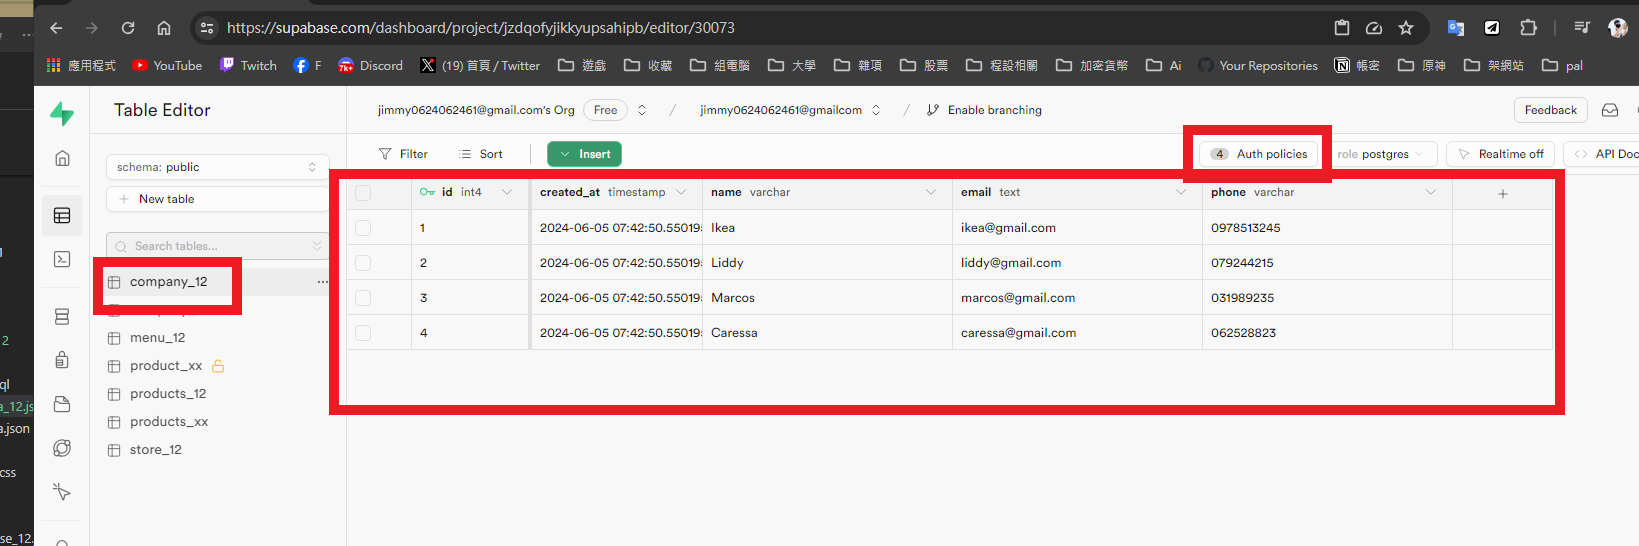 https://supabase.com/dashboard/project/jzdqofyjikkyupsahipb/editor/30073
應用程式 YouTube Twitch F Discord (19) 首頁 / Twitter 遊戲 收藏 組電腦 大學 雜項 股票 程設相關 加密貨幣 Ai Your Repositories 帳密 原神 架網站 pal
7k+
Table Editor
jimmy0624062461@gmail.com's Org Free / jimmy0624062461@gmailcom / Enable branching Feedback
schema: public
Filter Sort Insert 4 Auth policies role postgres Realtime off API Doc
New table
Search tables...
company_12
menu_12
product_xx
products_12
products_xx
store_12
id int4 created_at timestamp name varchar email text phone varchar +
1 2024-06-05 07:42:50.55019 Ikea ikea@gmail.com 0978513245
2 2024-06-05 07:42:50.55019 Liddy liddy@gmail.com 079244215
3 2024-06-05 07:42:50.55019 Marcos marcos@gmail.com 031989235
4 2024-06-05 07:42:50.55019 Caressa caressa@gmail.com 062528823
2
ql
a_12.js
a.json
css
se_12.